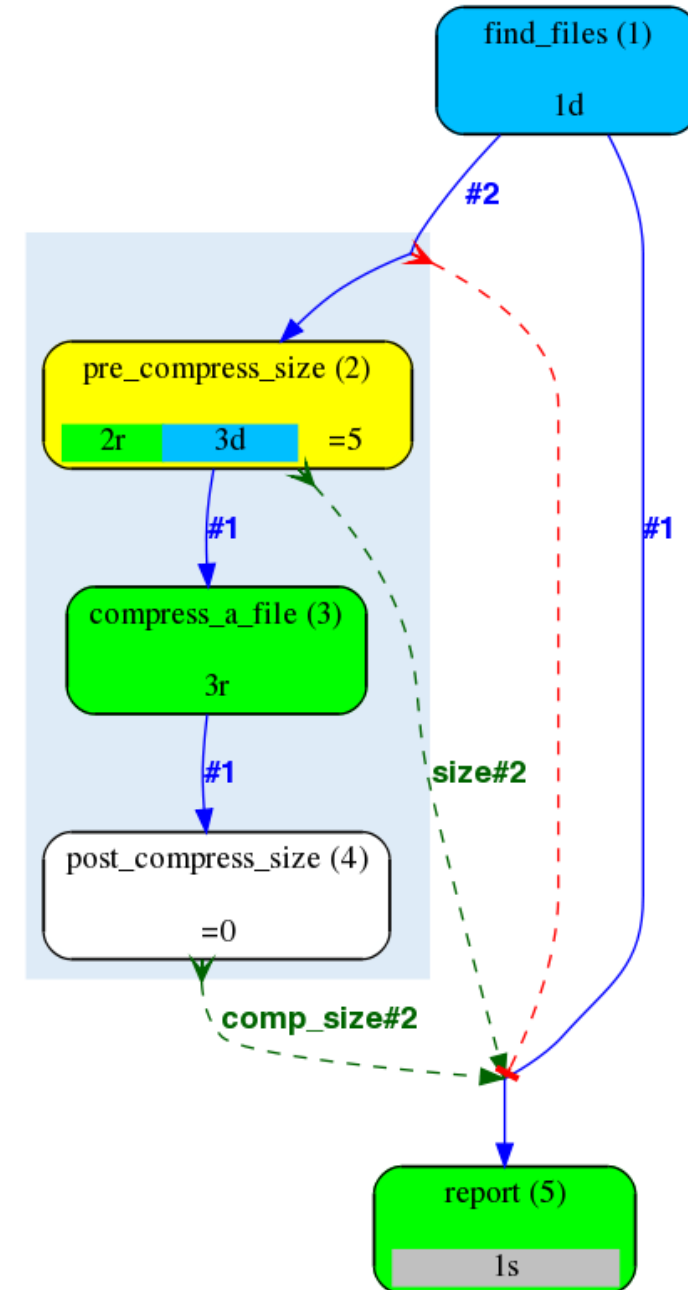 find_files (1)
1d
#2
pre_compress_size (2)
2r 3d =5
#1
#1
compress_a_file (3)
3r
#1
size#2
post_compress_size (4)
=0
comp_size#2
report (5)
1s